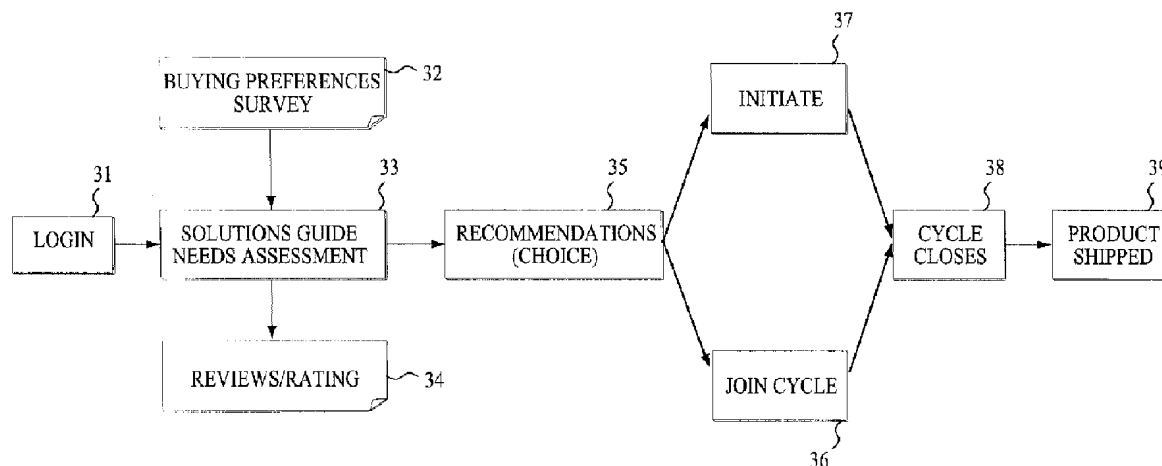 37
32
BUYING PREFERENCES
SURVEY
INITIATE
31
33
35
38
39
LOGIN
SOLUTIONS GUIDE
NEEDS ASSESSMENT
RECOMMENDATIONS
(CHOICE)
CYCLE
CLOSES
PRODUCT
SHIPPED
REVIEWS/RATING
34
JOIN CYCLE
36